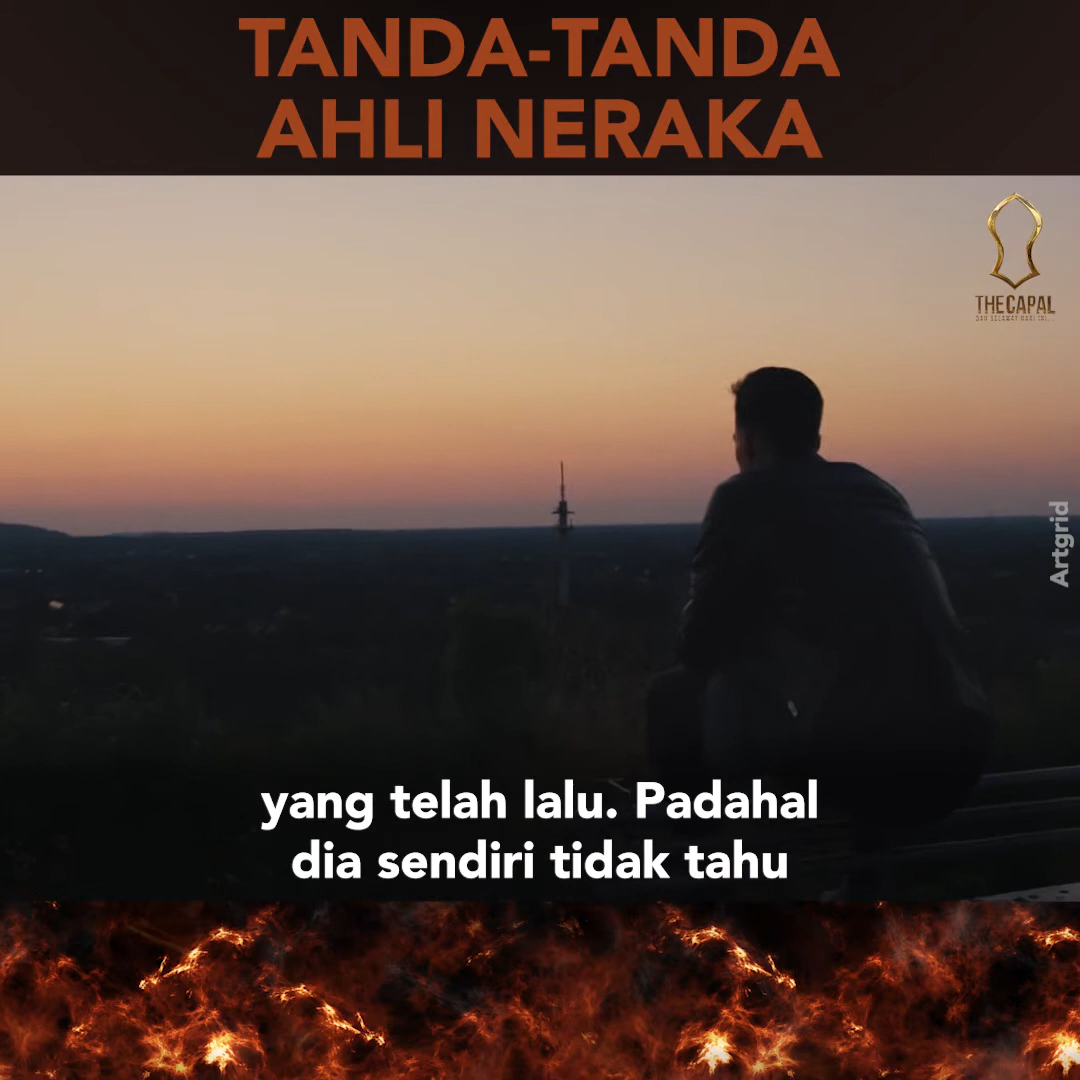 TANDA-TANDA
AHLI NERAKA
THECAPAL
Artgrid
yang telah lalu. Padahal
dia sendiri tidak tahu